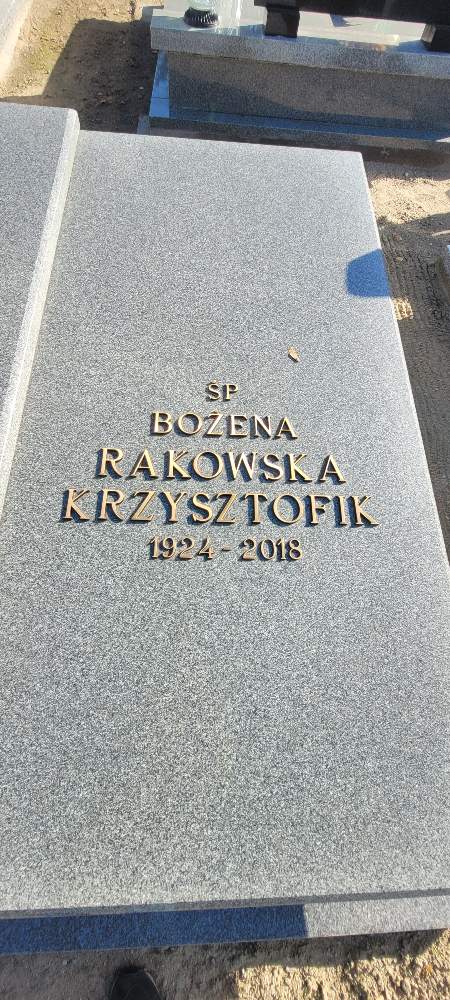 ŚP
BOŻENA
RAKOWSKA
KRZYSZTOFIK
1924-2018